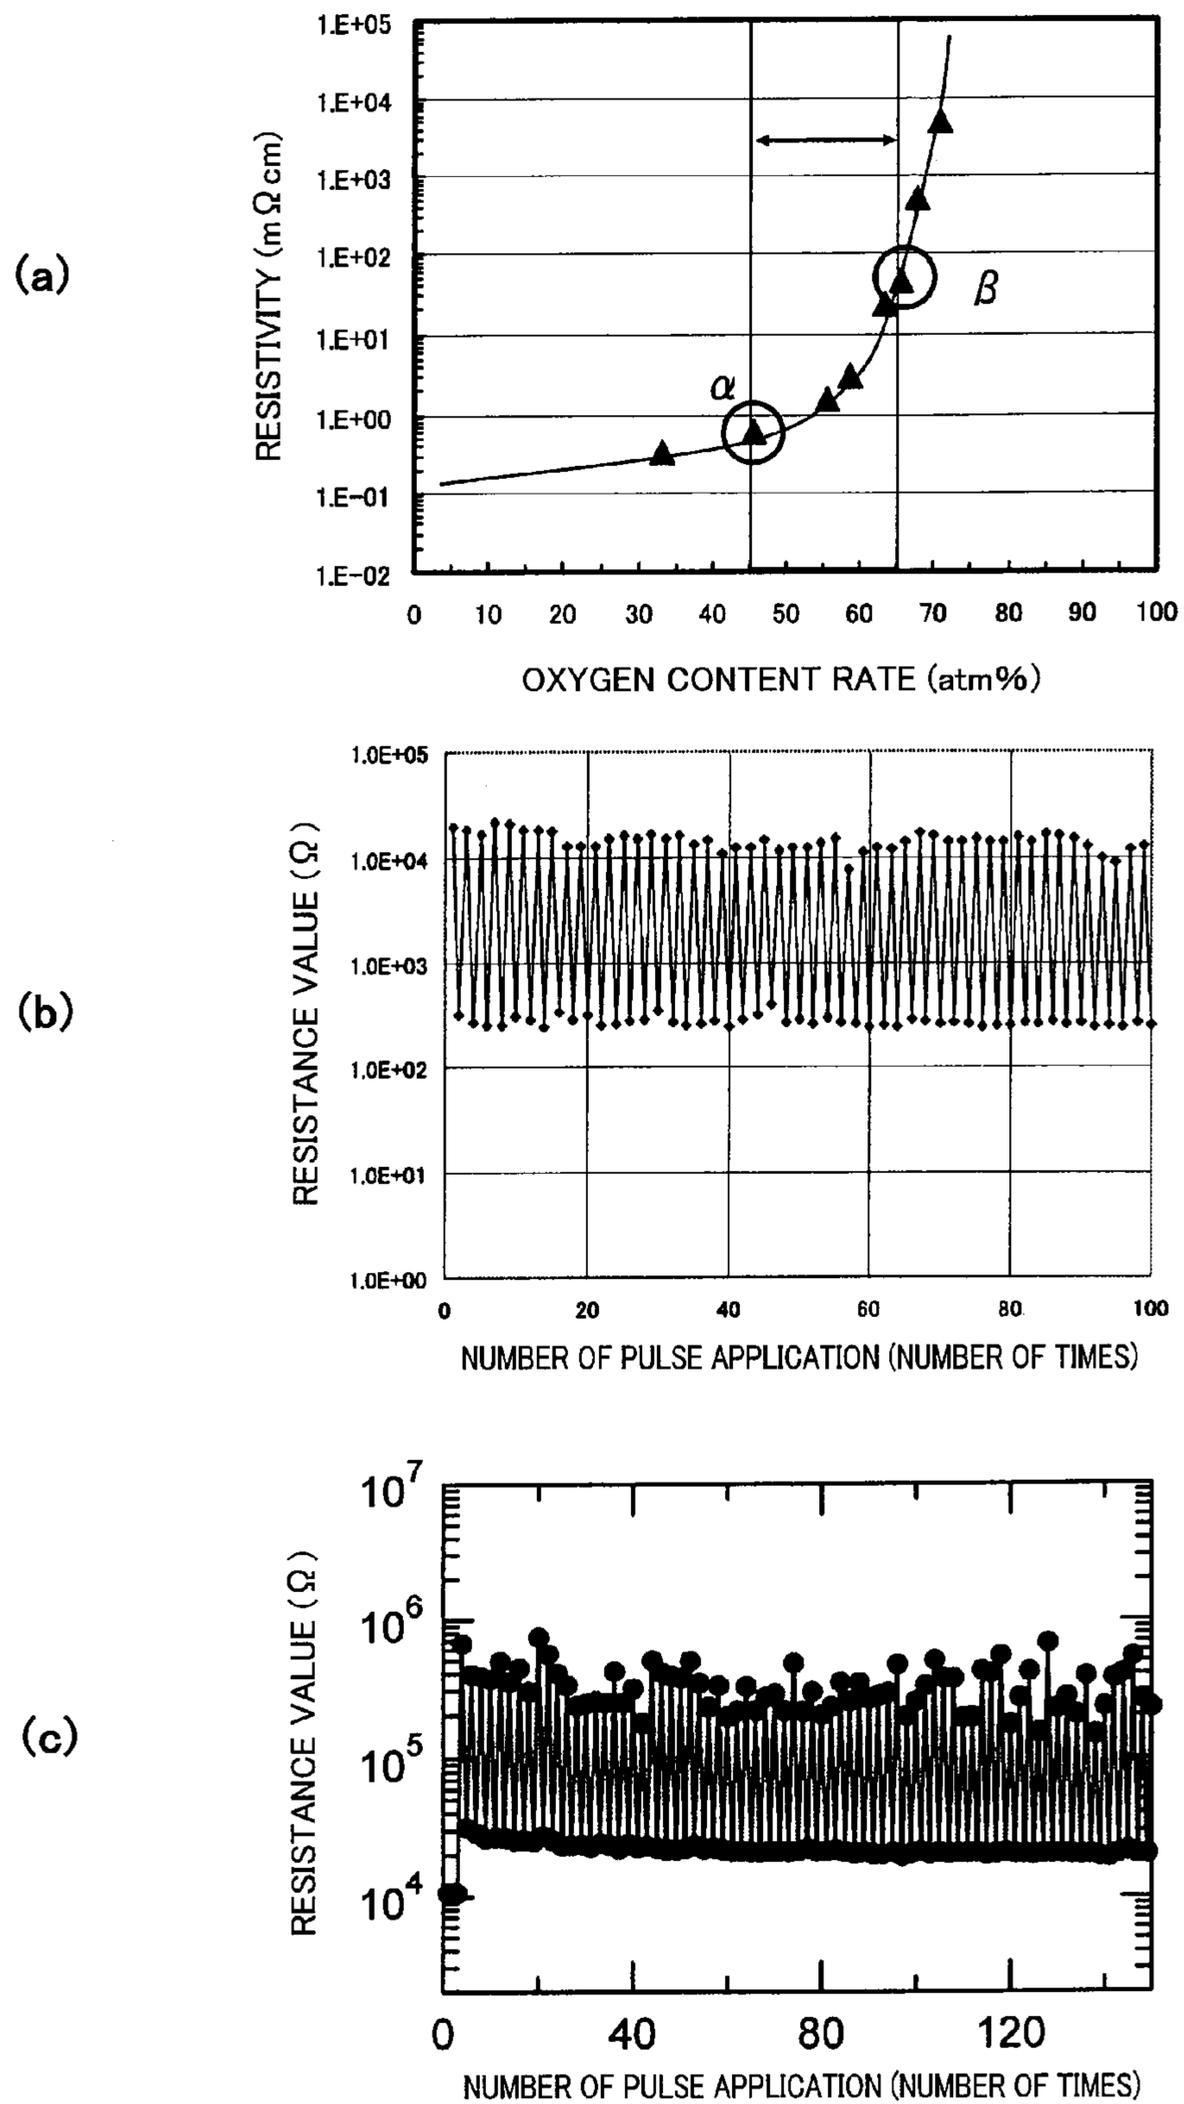 (a)
RESISTIVITY (mΩcm)
1.E+05
1.E+04
1.E+03
1.E+02
1.E+01
1.E+00
1.E-01
1.E-02
α
β
0 10 20 30 40 50 60 70 80 90 100
OXYGEN CONTENT RATE (atm%)
(b)
RESISTANCE VALUE (Ω)
1.0E+05
1.0E+04
1.0E+03
1.0E+02
1.0E+01
1.0E+00
0 20 40 60 80 100
NUMBER OF PULSE APPLICATION (NUMBER OF TIMES)
(c)
RESISTANCE VALUE (Ω)
10⁷
10⁶
10⁵
10⁴
0 40 80 120
NUMBER OF PULSE APPLICATION (NUMBER OF TIMES)